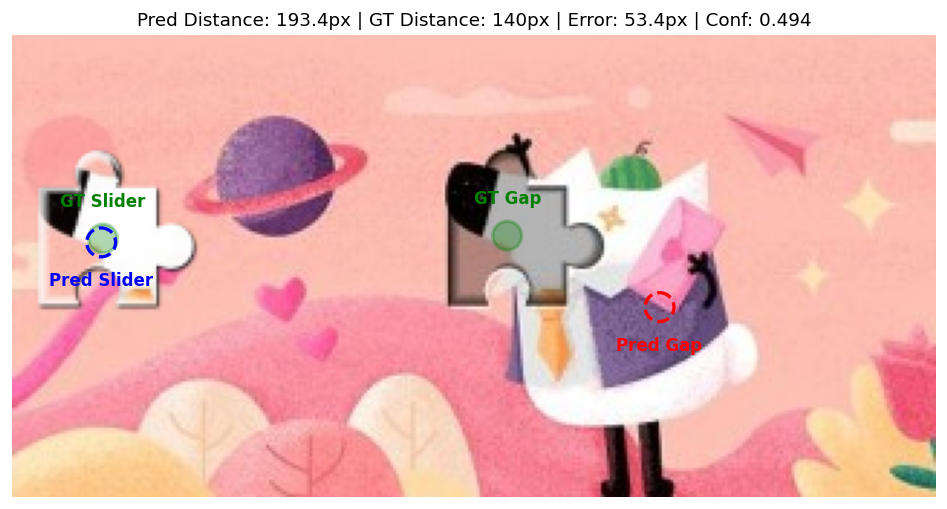 Pred Distance: 193.4px | GT Distance: 140px | Error: 53.4px | Conf: 0.494
GT Slider
GT Gap
Pred Slider
Pred Gap